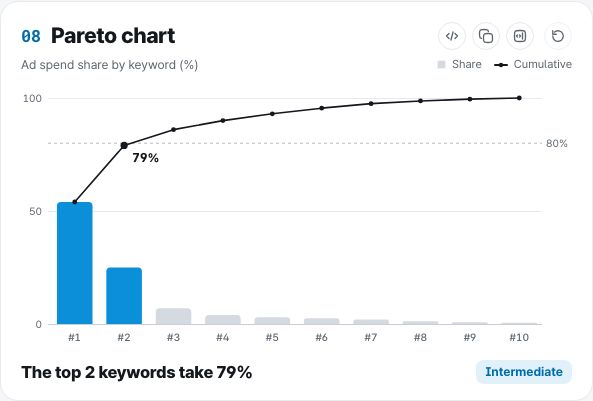 08 Pareto chart
Ad spend share by keyword (%)
Share Cumulative
100
80%
79%
50
0
#1 #2 #3 #4 #5 #6 #7 #8 #9 #10
The top 2 keywords take 79%
Intermediate